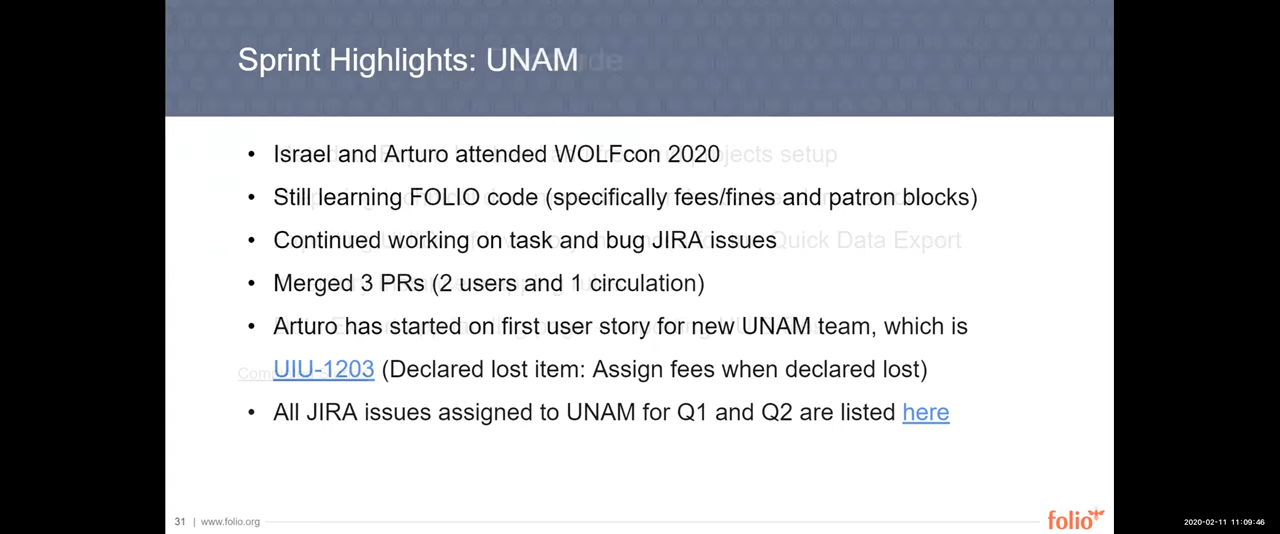 Sprint Highlights: UNAM
• Israel and Arturo attended WOLFcon 2020
• Still learning FOLIO code (specifically fees/fines and patron blocks)
• Continued working on task and bug JIRA issues
• Merged 3 PRs (2 users and 1 circulation)
• Arturo has started on first user story for new UNAM team, which is
UIU-1203 (Declared lost item: Assign fees when declared lost)
• All JIRA issues assigned to UNAM for Q1 and Q2 are listed here
31 | www.folio.org
folio
2020-02-11 11:09:46